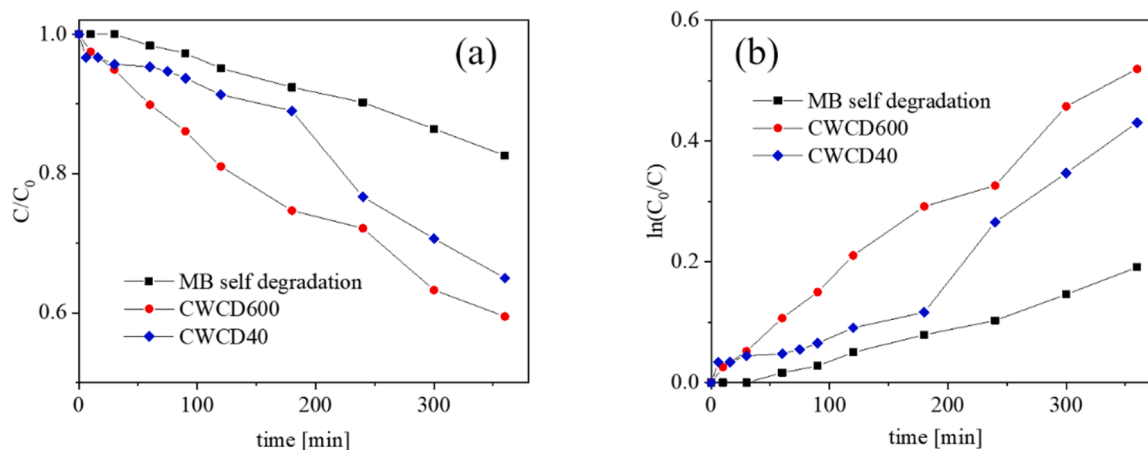 (a)
C/C₀
1.0
0.8
0.6
MB self degradation
CWCD600
CWCD40
0
100
200
300
time [min]
(b)
ln(C₀/C)
0.6
0.4
0.2
0.0
MB self degradation
CWCD600
CWCD40
0
100
200
300
time [min]